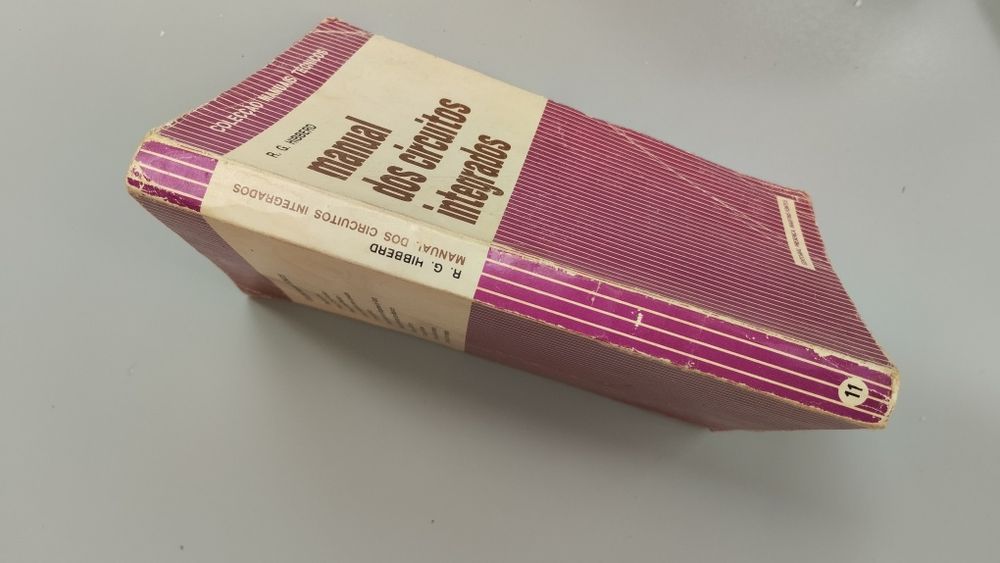 COLECÇÃO MANUAIS TÉCNICOS
R. G. HIBBERD
manual
dos circuitos
integrados
R. G. HIBBERD
MANUAL DOS CIRCUITOS INTEGRADOS
11